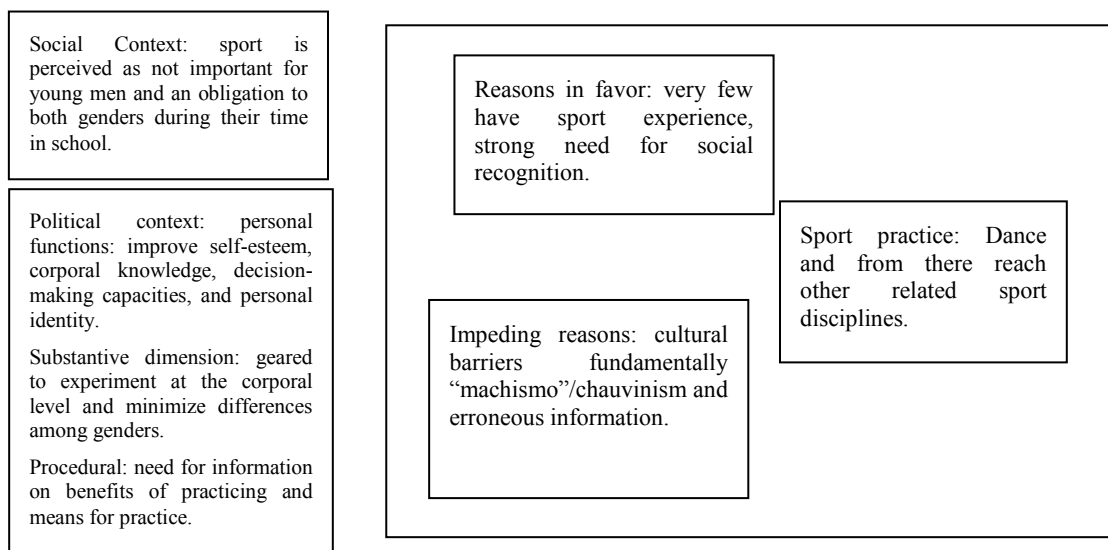 Social Context: sport is
perceived as not important for
young men and an obligation to
both genders during their time
in school.
Political context: personal
functions: improve self-esteem,
corporal knowledge, decision-
making capacities, and personal
identity.
Substantive dimension: geared
to experiment at the corporal
level and minimize differences
among genders.
Procedural: need for information
on benefits of practicing and
means for practice.
Reasons in favor: very few
have sport experience,
strong need for social
recognition.
Sport practice: Dance
and from there reach
other related sport
disciplines.
Impeding reasons: cultural
barriers fundamentally
“machismo”/chauvinism and
erroneous information.